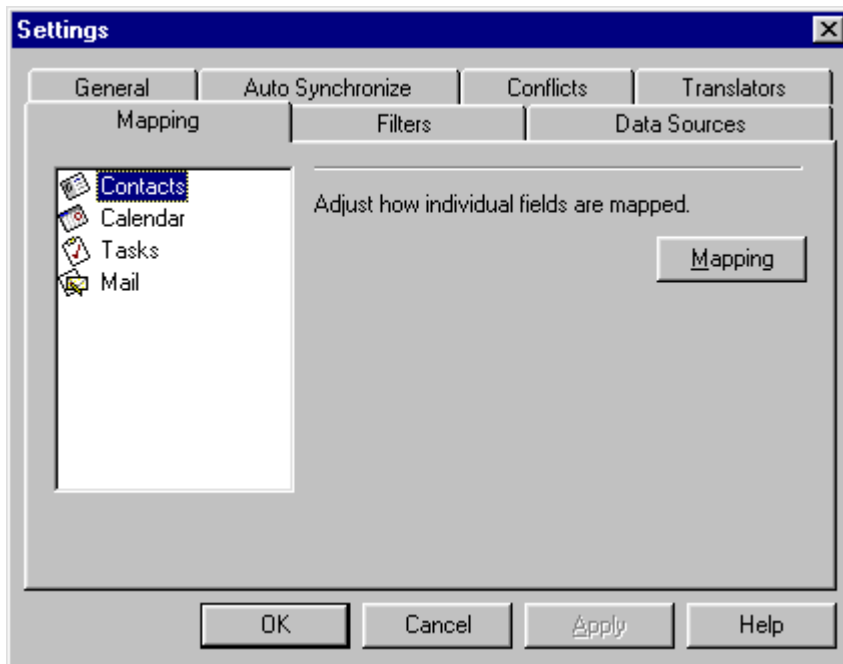 Settings
General Auto Synchronize Conflicts Translators
Mapping Filters Data Sources
Contacts
Calendar
Tasks
Mail
Adjust how individual fields are mapped.
Mapping
OK Cancel Apply Help